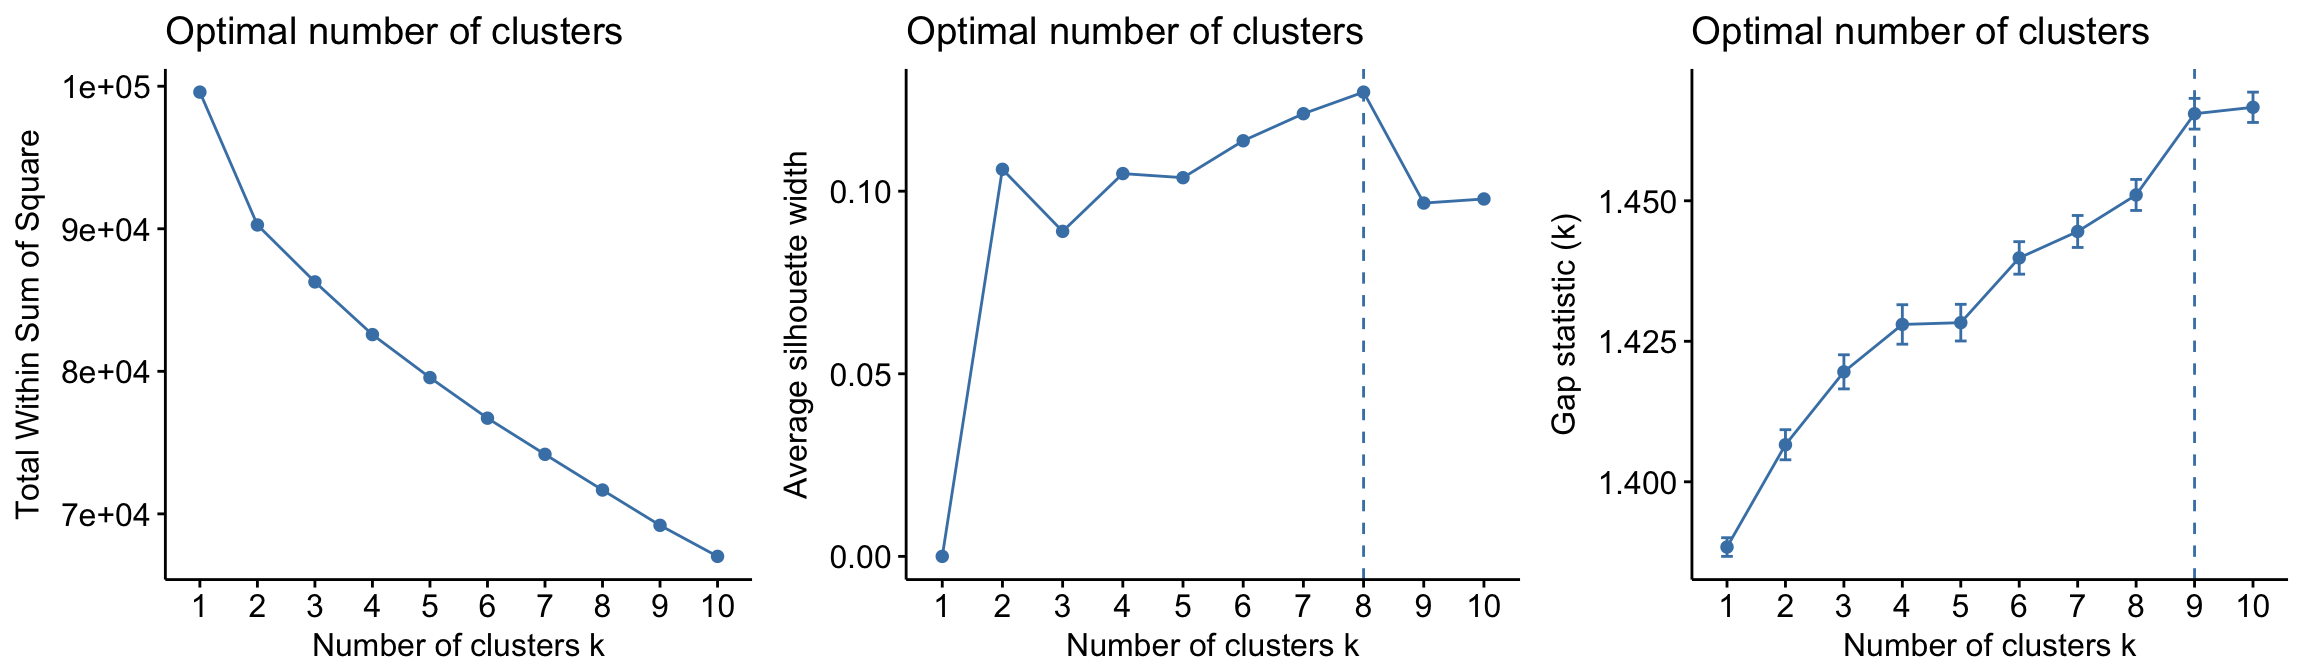 Optimal number of clusters
Total Within Sum of Square
1e+05
9e+04
8e+04
7e+04
1 2 3 4 5 6 7 8 9 10
Number of clusters k
Optimal number of clusters
Average silhouette width
0.10
0.05
0.00
1 2 3 4 5 6 7 8 9 10
Number of clusters k
Optimal number of clusters
Gap statistic (k)
1.450
1.425
1.400
1 2 3 4 5 6 7 8 9 10
Number of clusters k